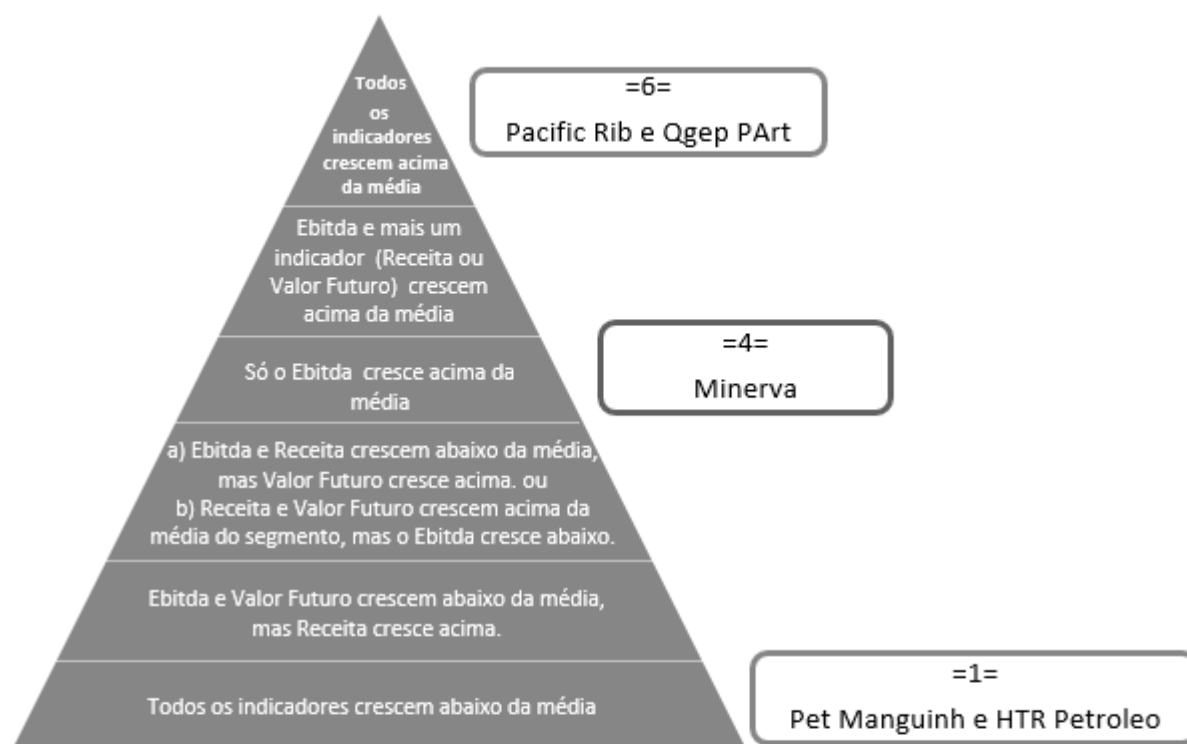 Todos
os
indicadores
crescem acima
da média
=6=
Pacific Rib e Qgep PArt
Ebitda e mais um
indicador (Receita ou
Valor Futuro) crescem
acima da média
Só o Ebitda cresce acima da
média
=4=
Minerva
a) Ebitda e Receita crescem abaixo da média,
mas Valor Futuro cresce acima. ou
b) Receita e Valor Futuro crescem acima da
média do segmento, mas o Ebitda cresce abaixo.
Ebitda e Valor Futuro crescem abaixo da média,
mas Receita cresce acima.
Todos os indicadores crescem abaixo da média
=1=
Pet Manguinh e HTR Petroleo